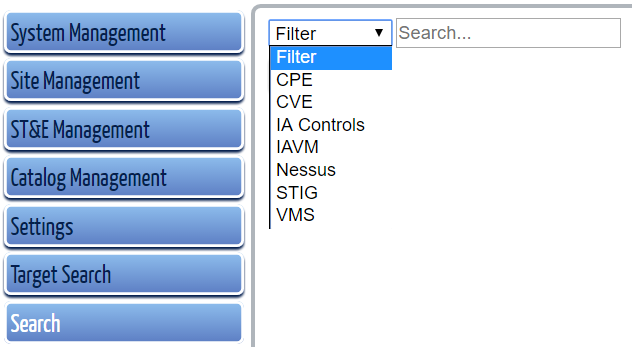 System Management
Site Management
ST&E Management
Catalog Management
Settings
Target Search
Search
Filter
Search...
Filter
CPE
CVE
IA Controls
IAVM
Nessus
STIG
VMS